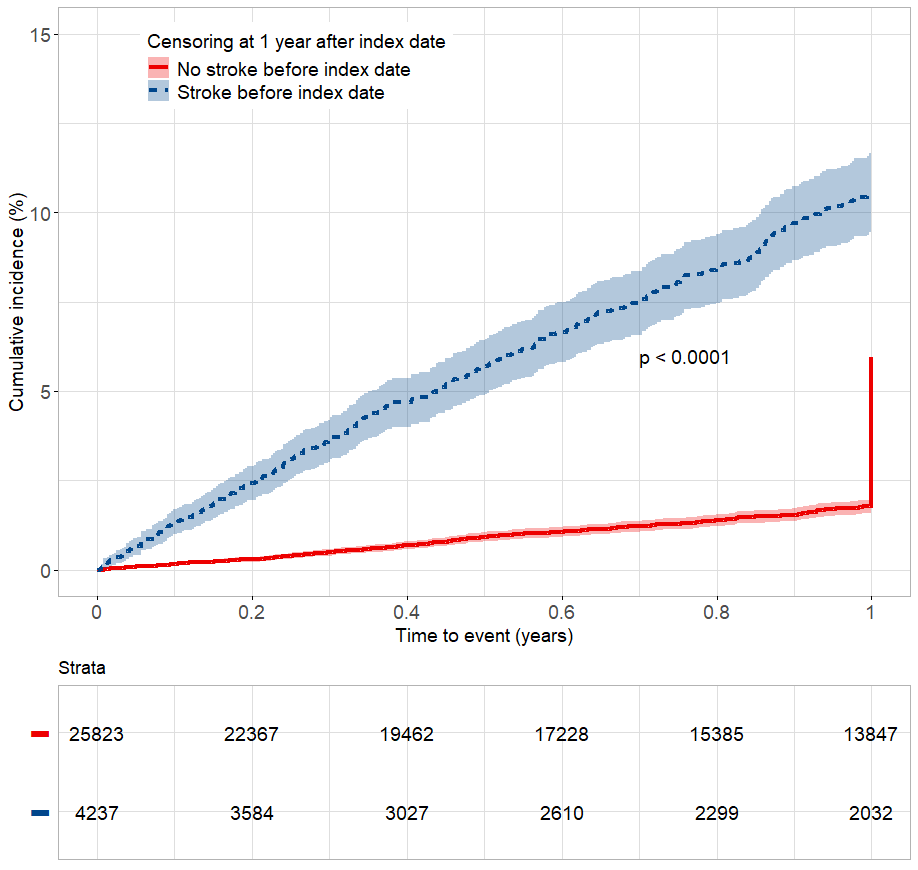 Censoring at 1 year after index date
No stroke before index date
Stroke before index date
Cumulative incidence (%)
15
10
5
0
p < 0.0001
0 0.2 0.4 0.6 0.8 1
Time to event (years)
Strata
25823 22367 19462 17228 15385 13847
4237 3584 3027 2610 2299 2032